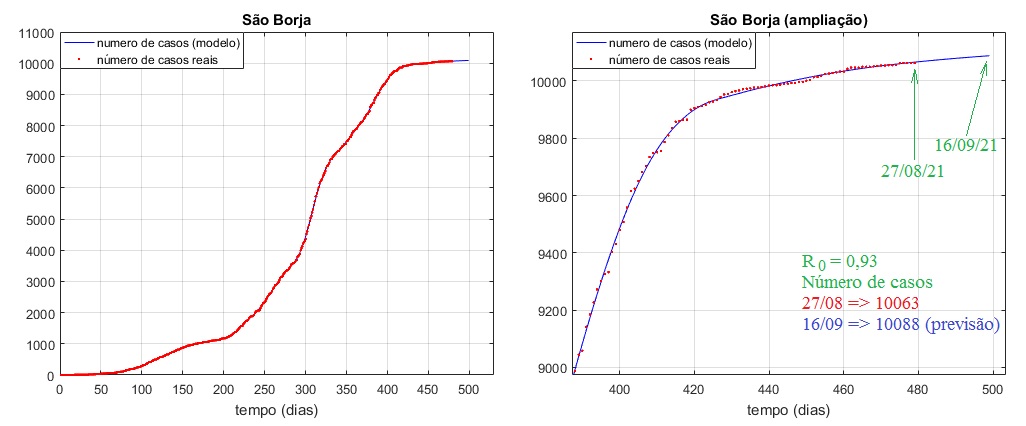 São Borja
numero de casos (modelo)
número de casos reais
11000
10000
9000
8000
7000
6000
5000
4000
3000
2000
1000
0
0 50 100 150 200 250 300 350 400 450 500
tempo (dias)
São Borja (ampliação)
numero de casos (modelo)
número de casos reais
10000
9800
9600
9400
9200
9000
16/09/21
27/08/21
R0 = 0,93
Número de casos
27/08 => 10063
16/09 => 10088 (previsão)
400 420 440 460 480 500
tempo (dias)